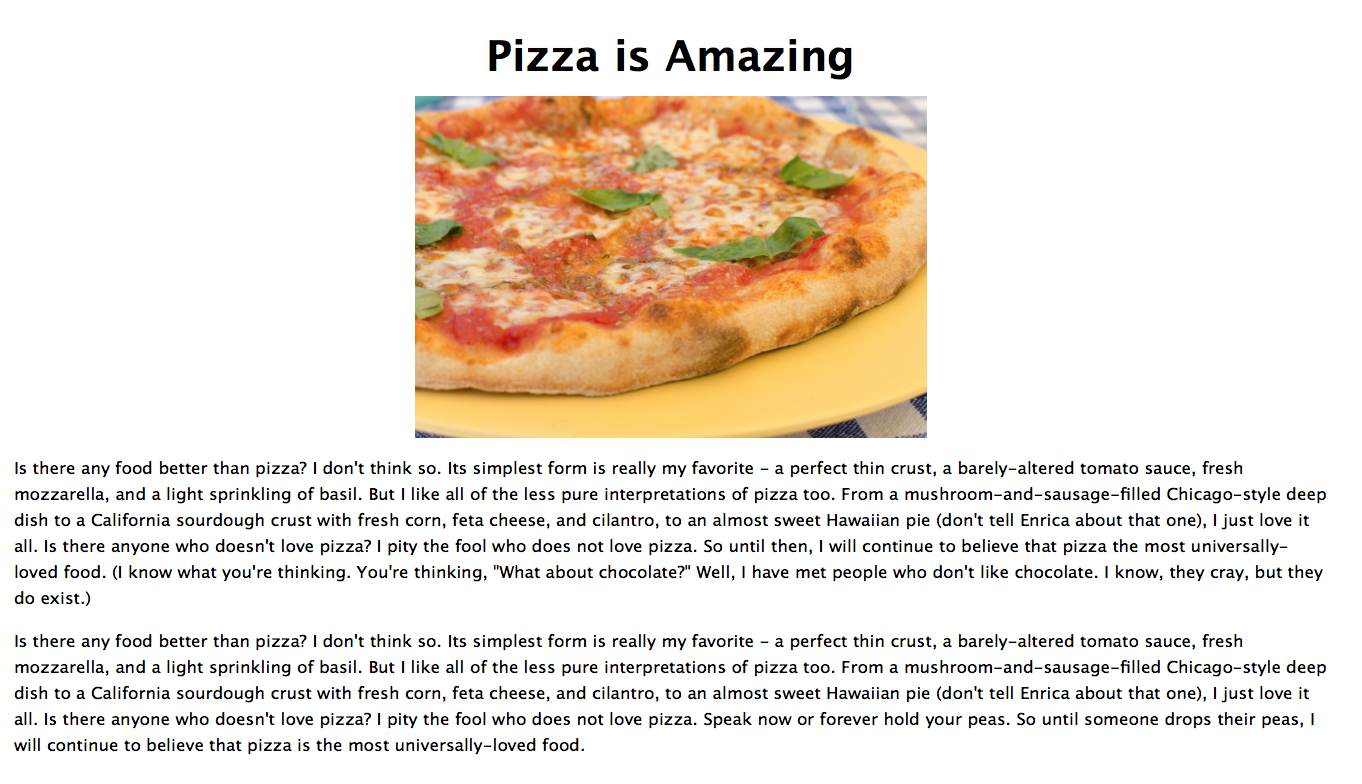 Pizza is Amazing
Is there any food better than pizza? I don't think so. Its simplest form is really my favorite – a perfect thin crust, a barely-altered tomato sauce, fresh
mozzarella, and a light sprinkling of basil. But I like all of the less pure interpretations of pizza too. From a mushroom-and-sausage-filled Chicago-style deep
dish to a California sourdough crust with fresh corn, feta cheese, and cilantro, to an almost sweet Hawaiian pie (don't tell Enrica about that one), I just love it
all. Is there anyone who doesn't love pizza? I pity the fool who does not love pizza. So until then, I will continue to believe that pizza the most universally-
loved food. (I know what you're thinking. You're thinking, "What about chocolate?" Well, I have met people who don't like chocolate. I know, they cray, but they
do exist.)
Is there any food better than pizza? I don't think so. Its simplest form is really my favorite – a perfect thin crust, a barely-altered tomato sauce, fresh
mozzarella, and a light sprinkling of basil. But I like all of the less pure interpretations of pizza too. From a mushroom-and-sausage-filled Chicago-style deep
dish to a California sourdough crust with fresh corn, feta cheese, and cilantro, to an almost sweet Hawaiian pie (don't tell Enrica about that one), I just love it
all. Is there anyone who doesn't love pizza? I pity the fool who does not love pizza. Speak now or forever hold your peas. So until someone drops their peas, I
will continue to believe that pizza is the most universally-loved food.